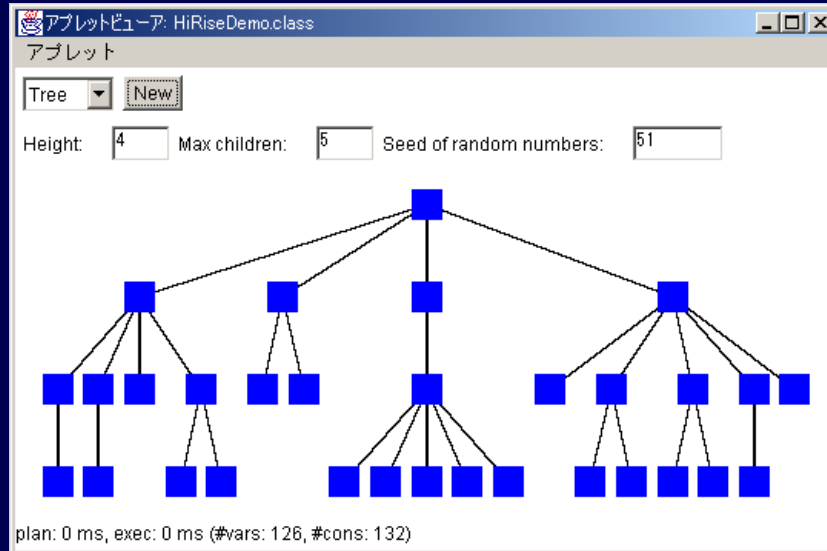 アプレットビューア: HiRiseDemo.class
アプレット
Tree New
Height: 4 Max children: 5 Seed of random numbers: 51
plan: 0 ms, exec: 0 ms (#vars: 126, #cons: 132)